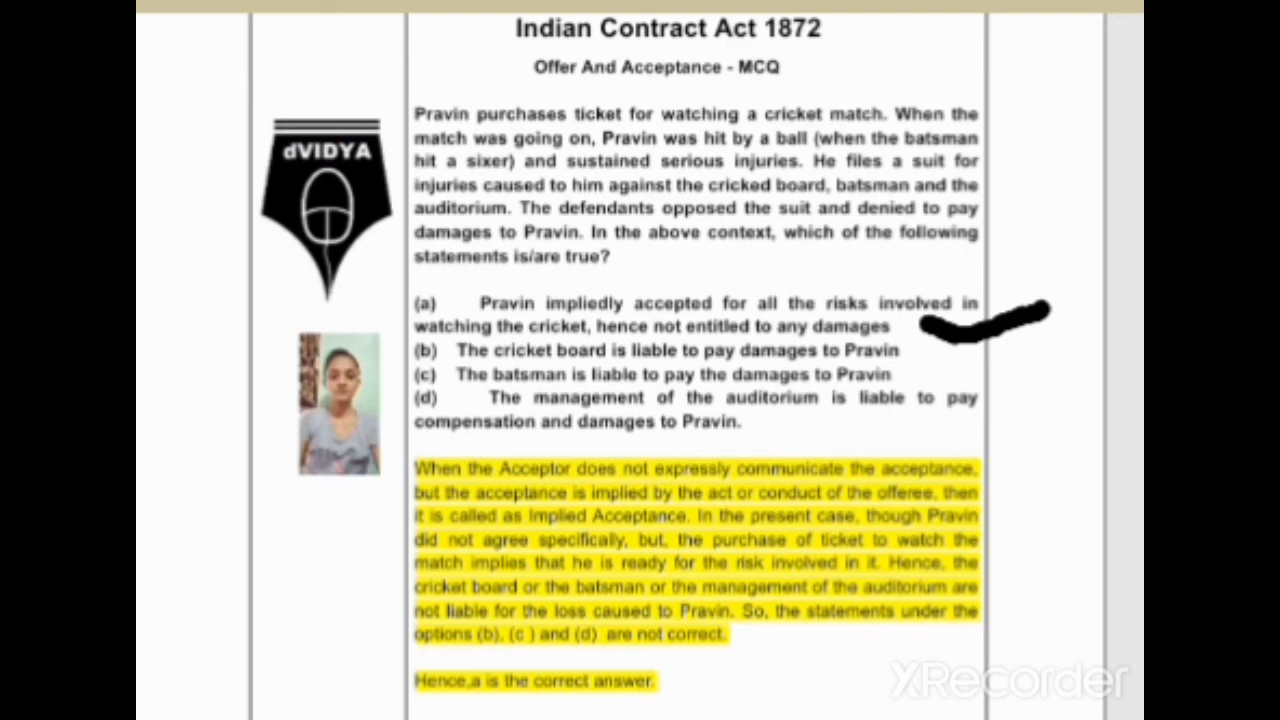 Indian Contract Act 1872
Offer And Acceptance - MCQ
dVIDYA
Pravin purchases ticket for watching a cricket match. When the
match was going on, Pravin was hit by a ball (when the batsman
hit a sixer) and sustained serious injuries. He files a suit for
injuries caused to him against the cricked board, batsman and the
auditorium. The defendants opposed the suit and denied to pay
damages to Pravin. In the above context, which of the following
statements is/are true?
(a) Pravin impliedly accepted for all the risks involved in
watching the cricket, hence not entitled to any damages
(b) The cricket board is liable to pay damages to Pravin
(c) The batsman is liable to pay the damages to Pravin
(d) The management of the auditorium is liable to pay
compensation and damages to Pravin.
When the Acceptor does not expressly communicate the acceptance,
but the acceptance is implied by the act or conduct of the offeree, then
it is called as Implied Acceptance. In the present case, though Pravin
did not agree specifically, but, the purchase of ticket to watch the
match implies that he is ready for the risk involved in it. Hence, the
cricket board or the batsman or the management of the auditorium are
not liable for the loss caused to Pravin. So, the statements under the
options (b), (c ) and (d) are not correct.
Hence,a is the correct answer.
XRecorder